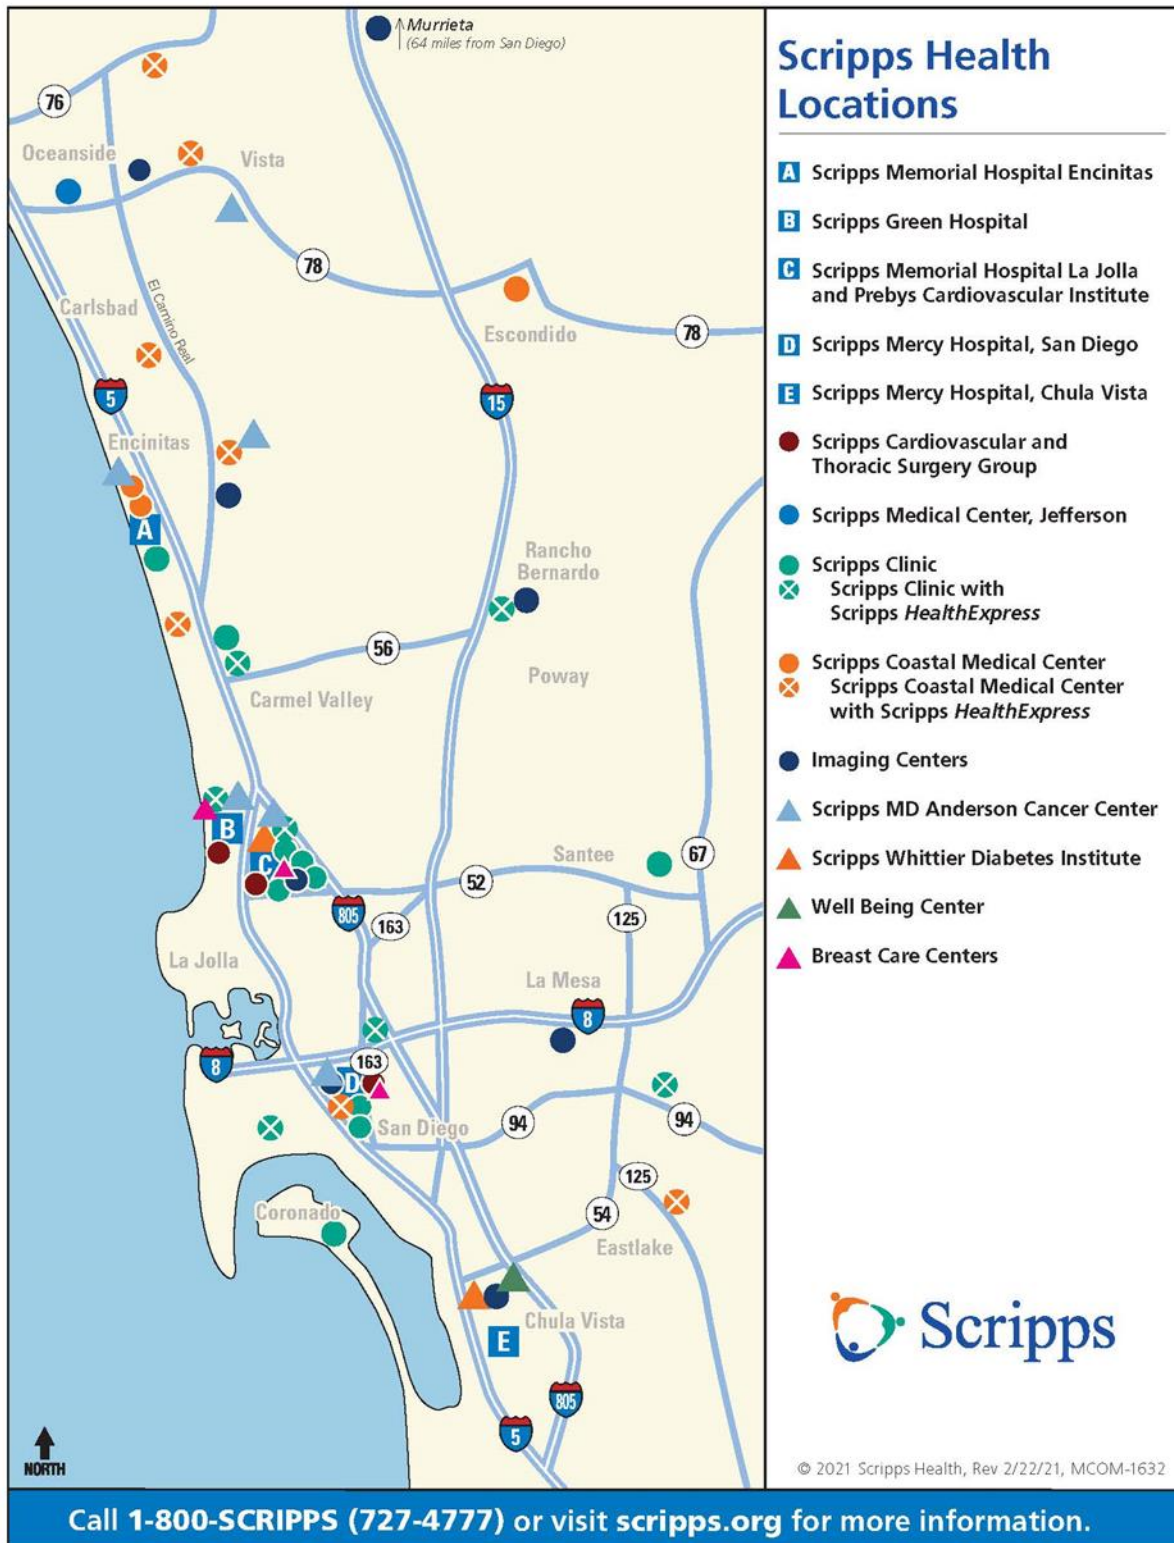 Murrieta
(64 miles from San Diego)
76
Oceanside
Vista
78
Carlsbad
El Camino Real
Escondido
78
5
15
Encinitas
A
Rancho
Bernardo
56
Poway
Carmel Valley
B
C
Santee
67
52
805
163
125
La Jolla
La Mesa
8
8
163
D
San Diego
94
94
125
Coronado
54
Eastlake
Chula Vista
E
805
5
NORTH
Scripps Health
Locations
A Scripps Memorial Hospital Encinitas
B Scripps Green Hospital
C Scripps Memorial Hospital La Jolla
and Prebys Cardiovascular Institute
D Scripps Mercy Hospital, San Diego
E Scripps Mercy Hospital, Chula Vista
Scripps Cardiovascular and
Thoracic Surgery Group
Scripps Medical Center, Jefferson
Scripps Clinic
Scripps Clinic with
Scripps HealthExpress
Scripps Coastal Medical Center
Scripps Coastal Medical Center
with Scripps HealthExpress
Imaging Centers
Scripps MD Anderson Cancer Center
Scripps Whittier Diabetes Institute
Well Being Center
Breast Care Centers
Scripps
© 2021 Scripps Health, Rev 2/22/21, MCOM-1632
Call 1-800-SCRIPPS (727-4777) or visit scripps.org for more information.